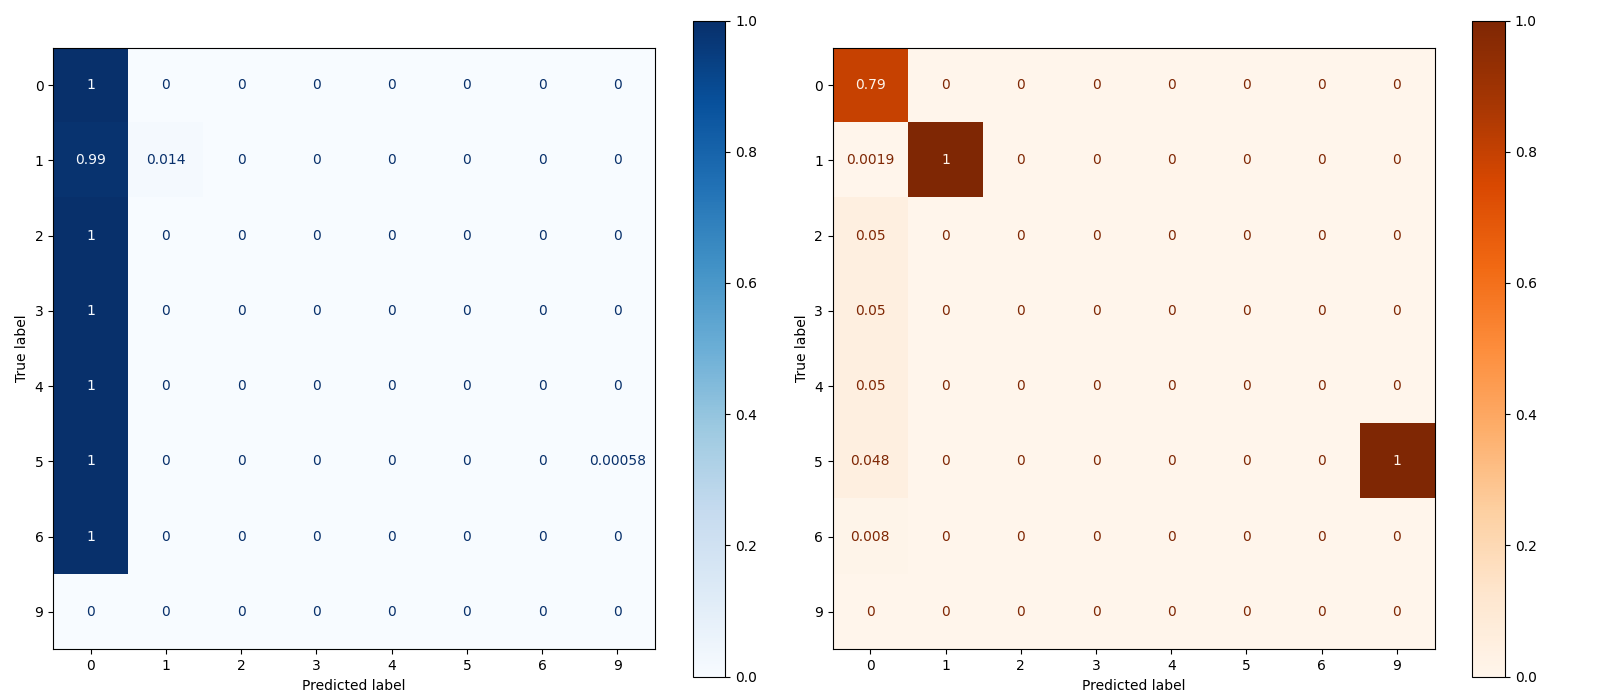 0 1 0 0 0 0 0 0 0
1 0.99 0.014 0 0 0 0 0 0
2 1 0 0 0 0 0 0 0
3 1 0 0 0 0 0 0 0
4 1 0 0 0 0 0 0 0
5 1 0 0 0 0 0 0 0.00058
6 1 0 0 0 0 0 0 0
9 0 0 0 0 0 0 0 0
0 1 2 3 4 5 6 9
True label
Predicted label
1.0
0.8
0.6
0.4
0.2
0.0
0 0.79 0 0 0 0 0 0 0
1 0.0019 1 0 0 0 0 0 0
2 0.05 0 0 0 0 0 0 0
3 0.05 0 0 0 0 0 0 0
4 0.05 0 0 0 0 0 0 0
5 0.048 0 0 0 0 0 0 1
6 0.008 0 0 0 0 0 0 0
9 0 0 0 0 0 0 0 0
0 1 2 3 4 5 6 9
True label
Predicted label
1.0
0.8
0.6
0.4
0.2
0.0